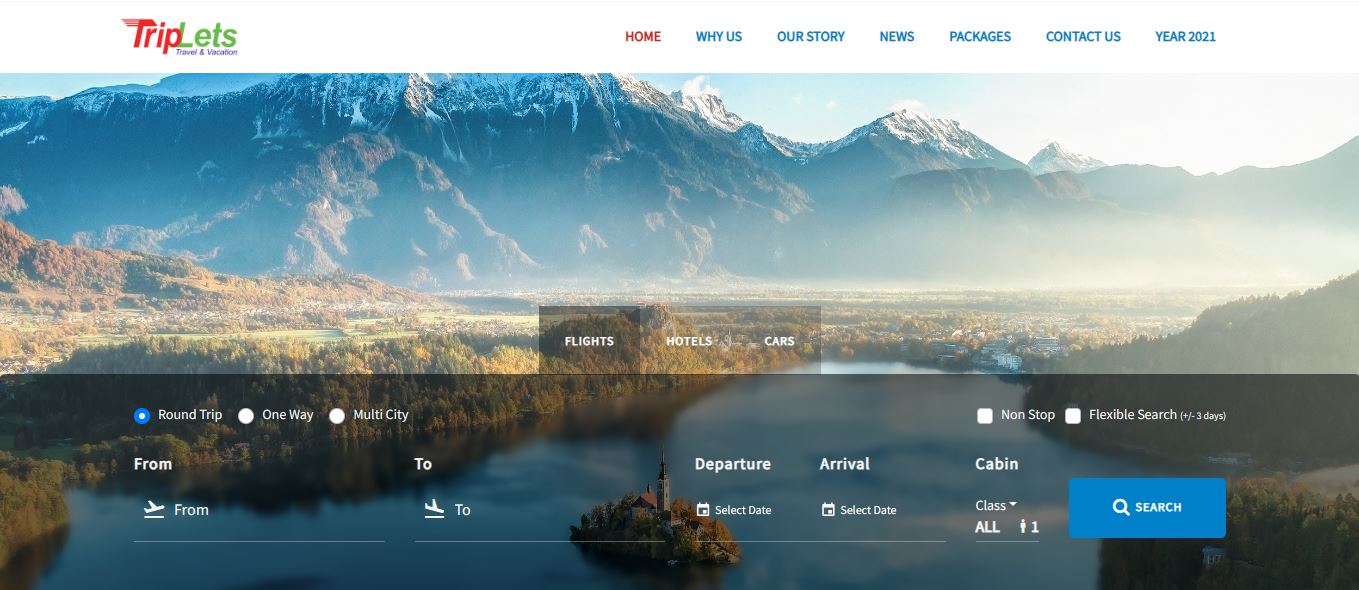 TripLets
Travel & Vacation
HOME WHY US OUR STORY NEWS PACKAGES CONTACT US YEAR 2021
FLIGHTS HOTELS CARS
Round Trip One Way Multi City Non Stop Flexible Search (+/- 3 days)
From To Departure Arrival Cabin
From To Select Date Select Date Class
ALL 1
SEARCH